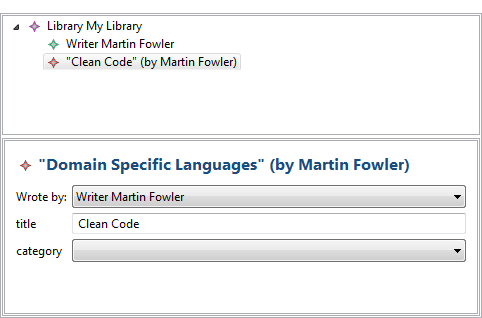 Library My Library
Writer Martin Fowler
"Clean Code" (by Martin Fowler)
"Domain Specific Languages" (by Martin Fowler)
Wrote by: Writer Martin Fowler
title Clean Code
category